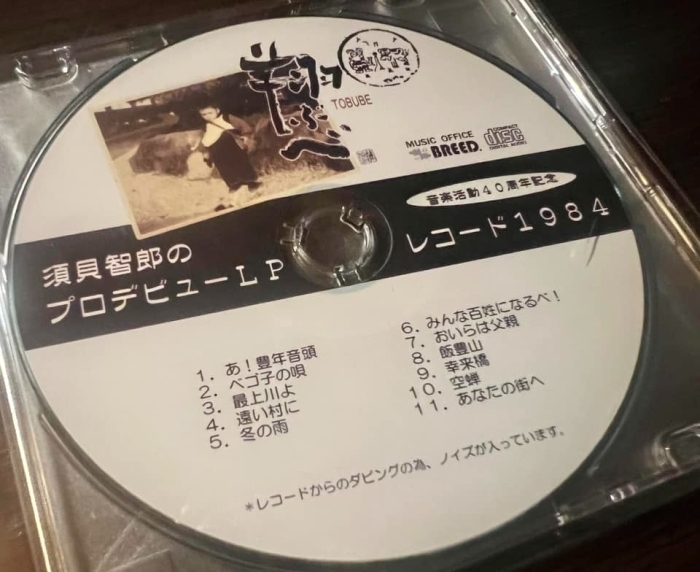 翔ぶべ
TOBUBE
MUSIC OFFICE
BREED.
COMPACT
disc
DIGITAL AUDIO
音楽活動40周年記念
須貝智郎の
プロデビューLP レコード1984
1. あ!豊年音頭
2. ベゴ子の唄
3. 最上川よ
4. 遠い村に
5. 冬の雨
6. みんな百姓になるべ!
7. おいらは父親
8. 飯豊山
9. 幸来橋
10. 空蝉
11. あなたの街へ
*レコードからのダビングの為、ノイズが入っています。